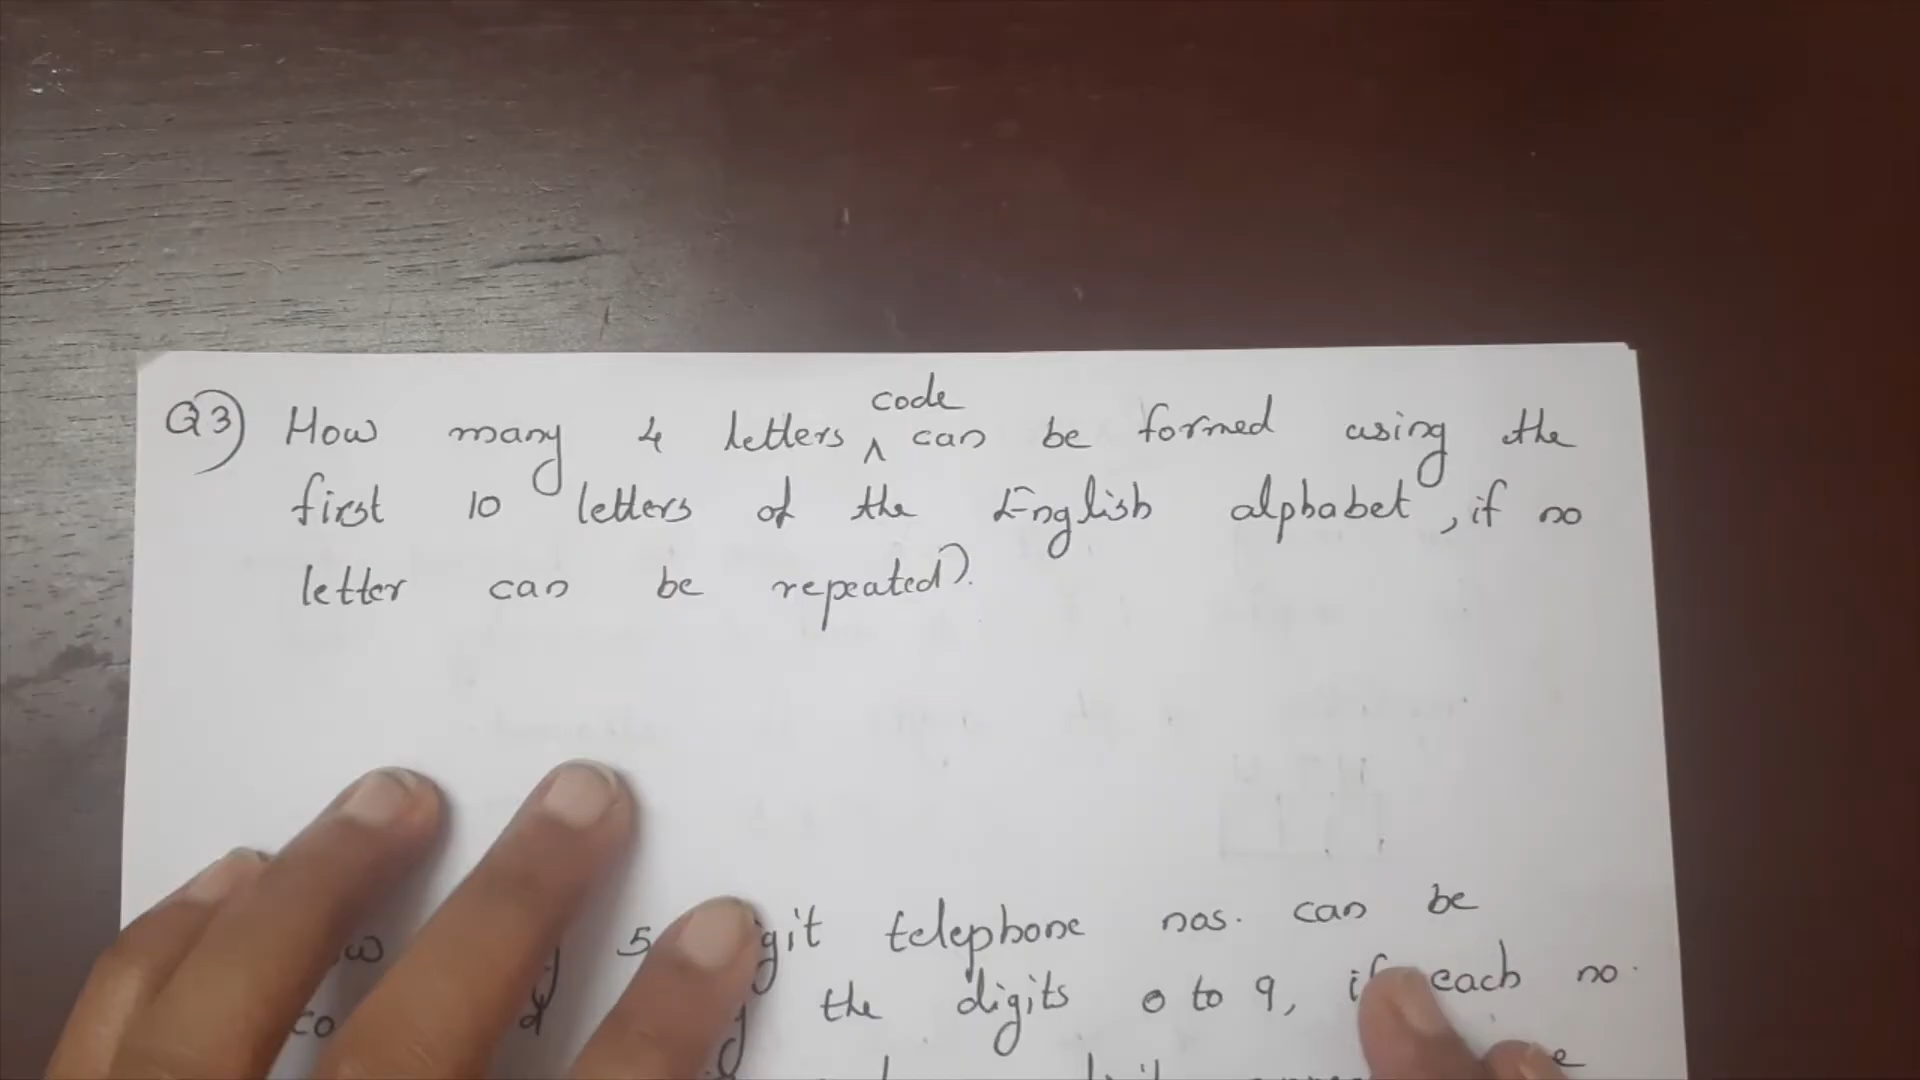 Q3) How many 4 letters ^ code can be formed using the
first 10 letters of the English alphabet, if no
letter can be repeated?
5 telephone nos. can be
the digits 0 to 9, if each no.